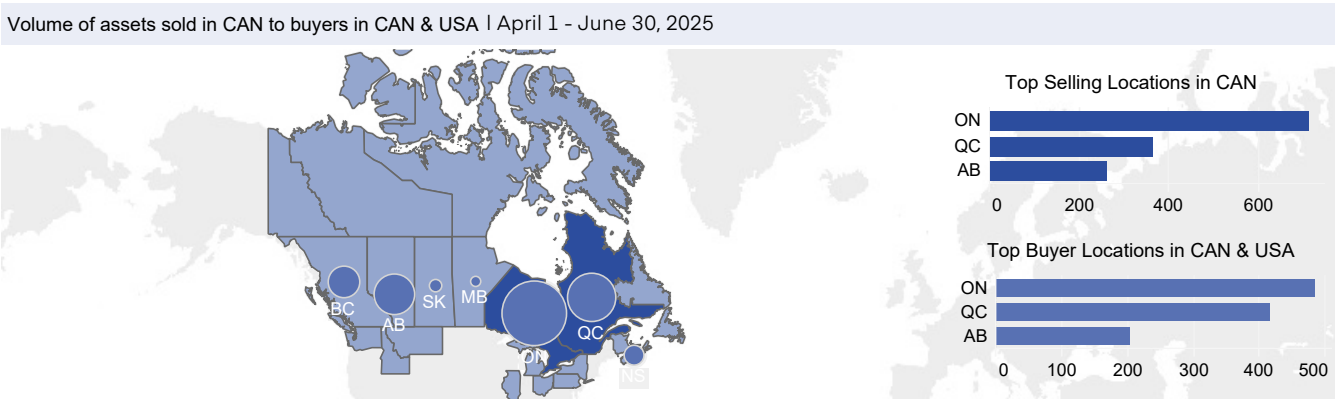 Volume of assets sold in CAN to buyers in CAN & USA | April 1 - June 30, 2025
Top Selling Locations in CAN
ON
QC
AB
0 200 400 600
Top Buyer Locations in CAN & USA
ON
QC
AB
0 100 200 300 400 500
BC
AB
SK
MB
ON
QC
NS